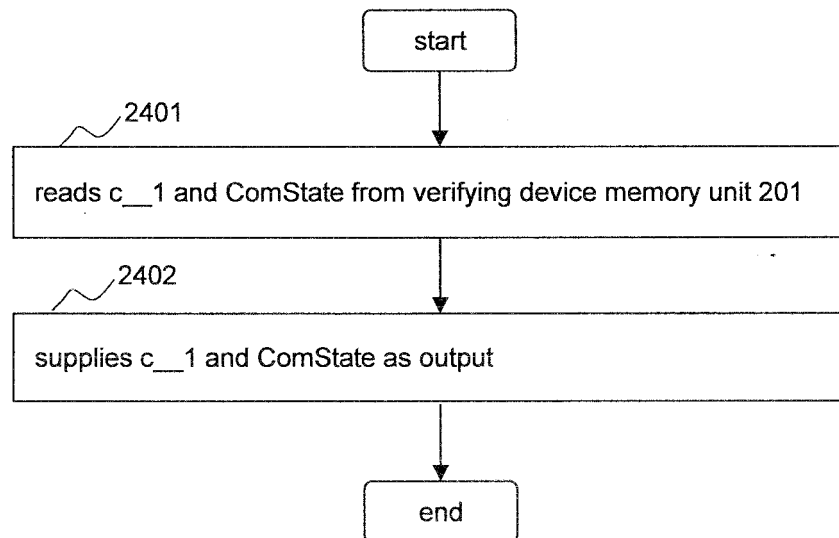 start
2401
reads c__1 and ComState from verifying device memory unit 201
2402
supplies c__1 and ComState as output
end